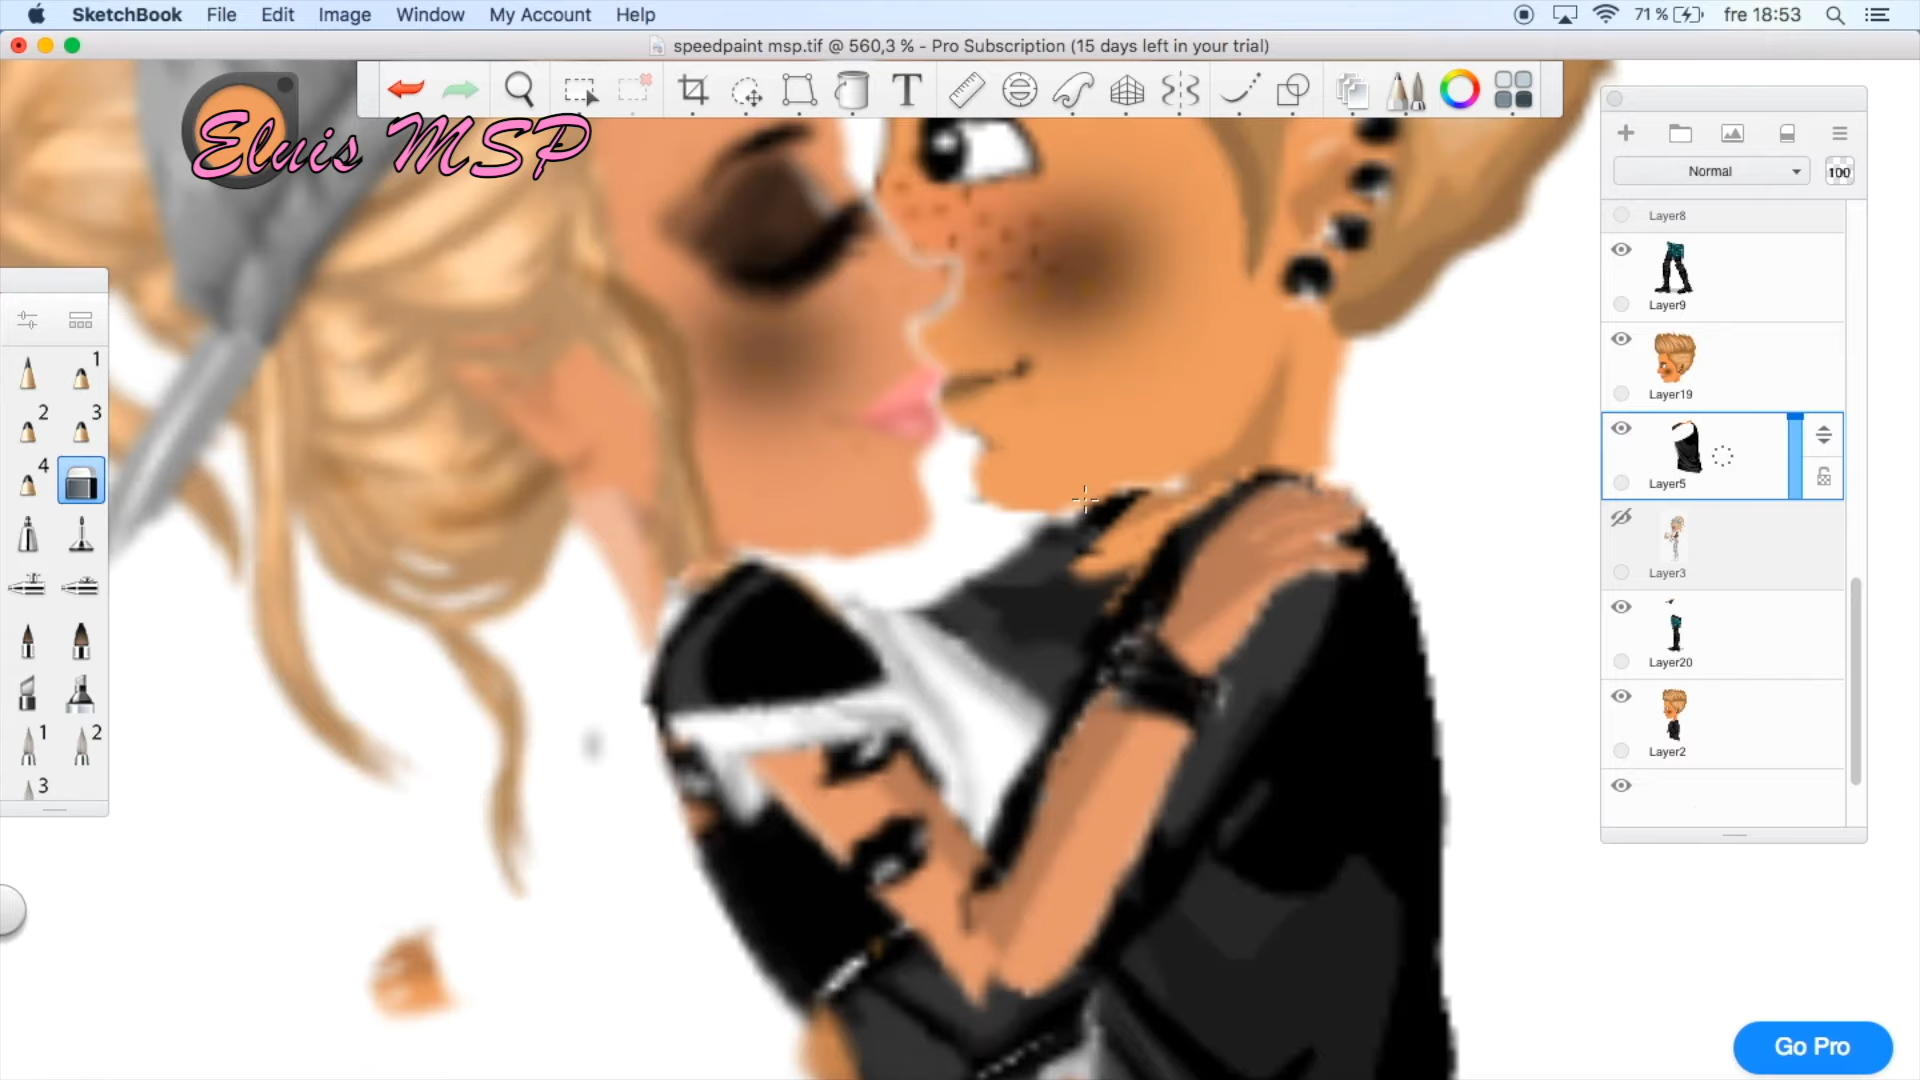 SketchBook File Edit Image Window My Account Help 71 % fre 18:53
speedpaint msp.tif @ 560,3 % - Pro Subscription (15 days left in your trial)
T
Elvis MSP
Normal 100
Layer8
Layer9
Layer19
Layer5
Layer3
Layer20
Layer2
1
2 3
4
1 2
3
Go Pro